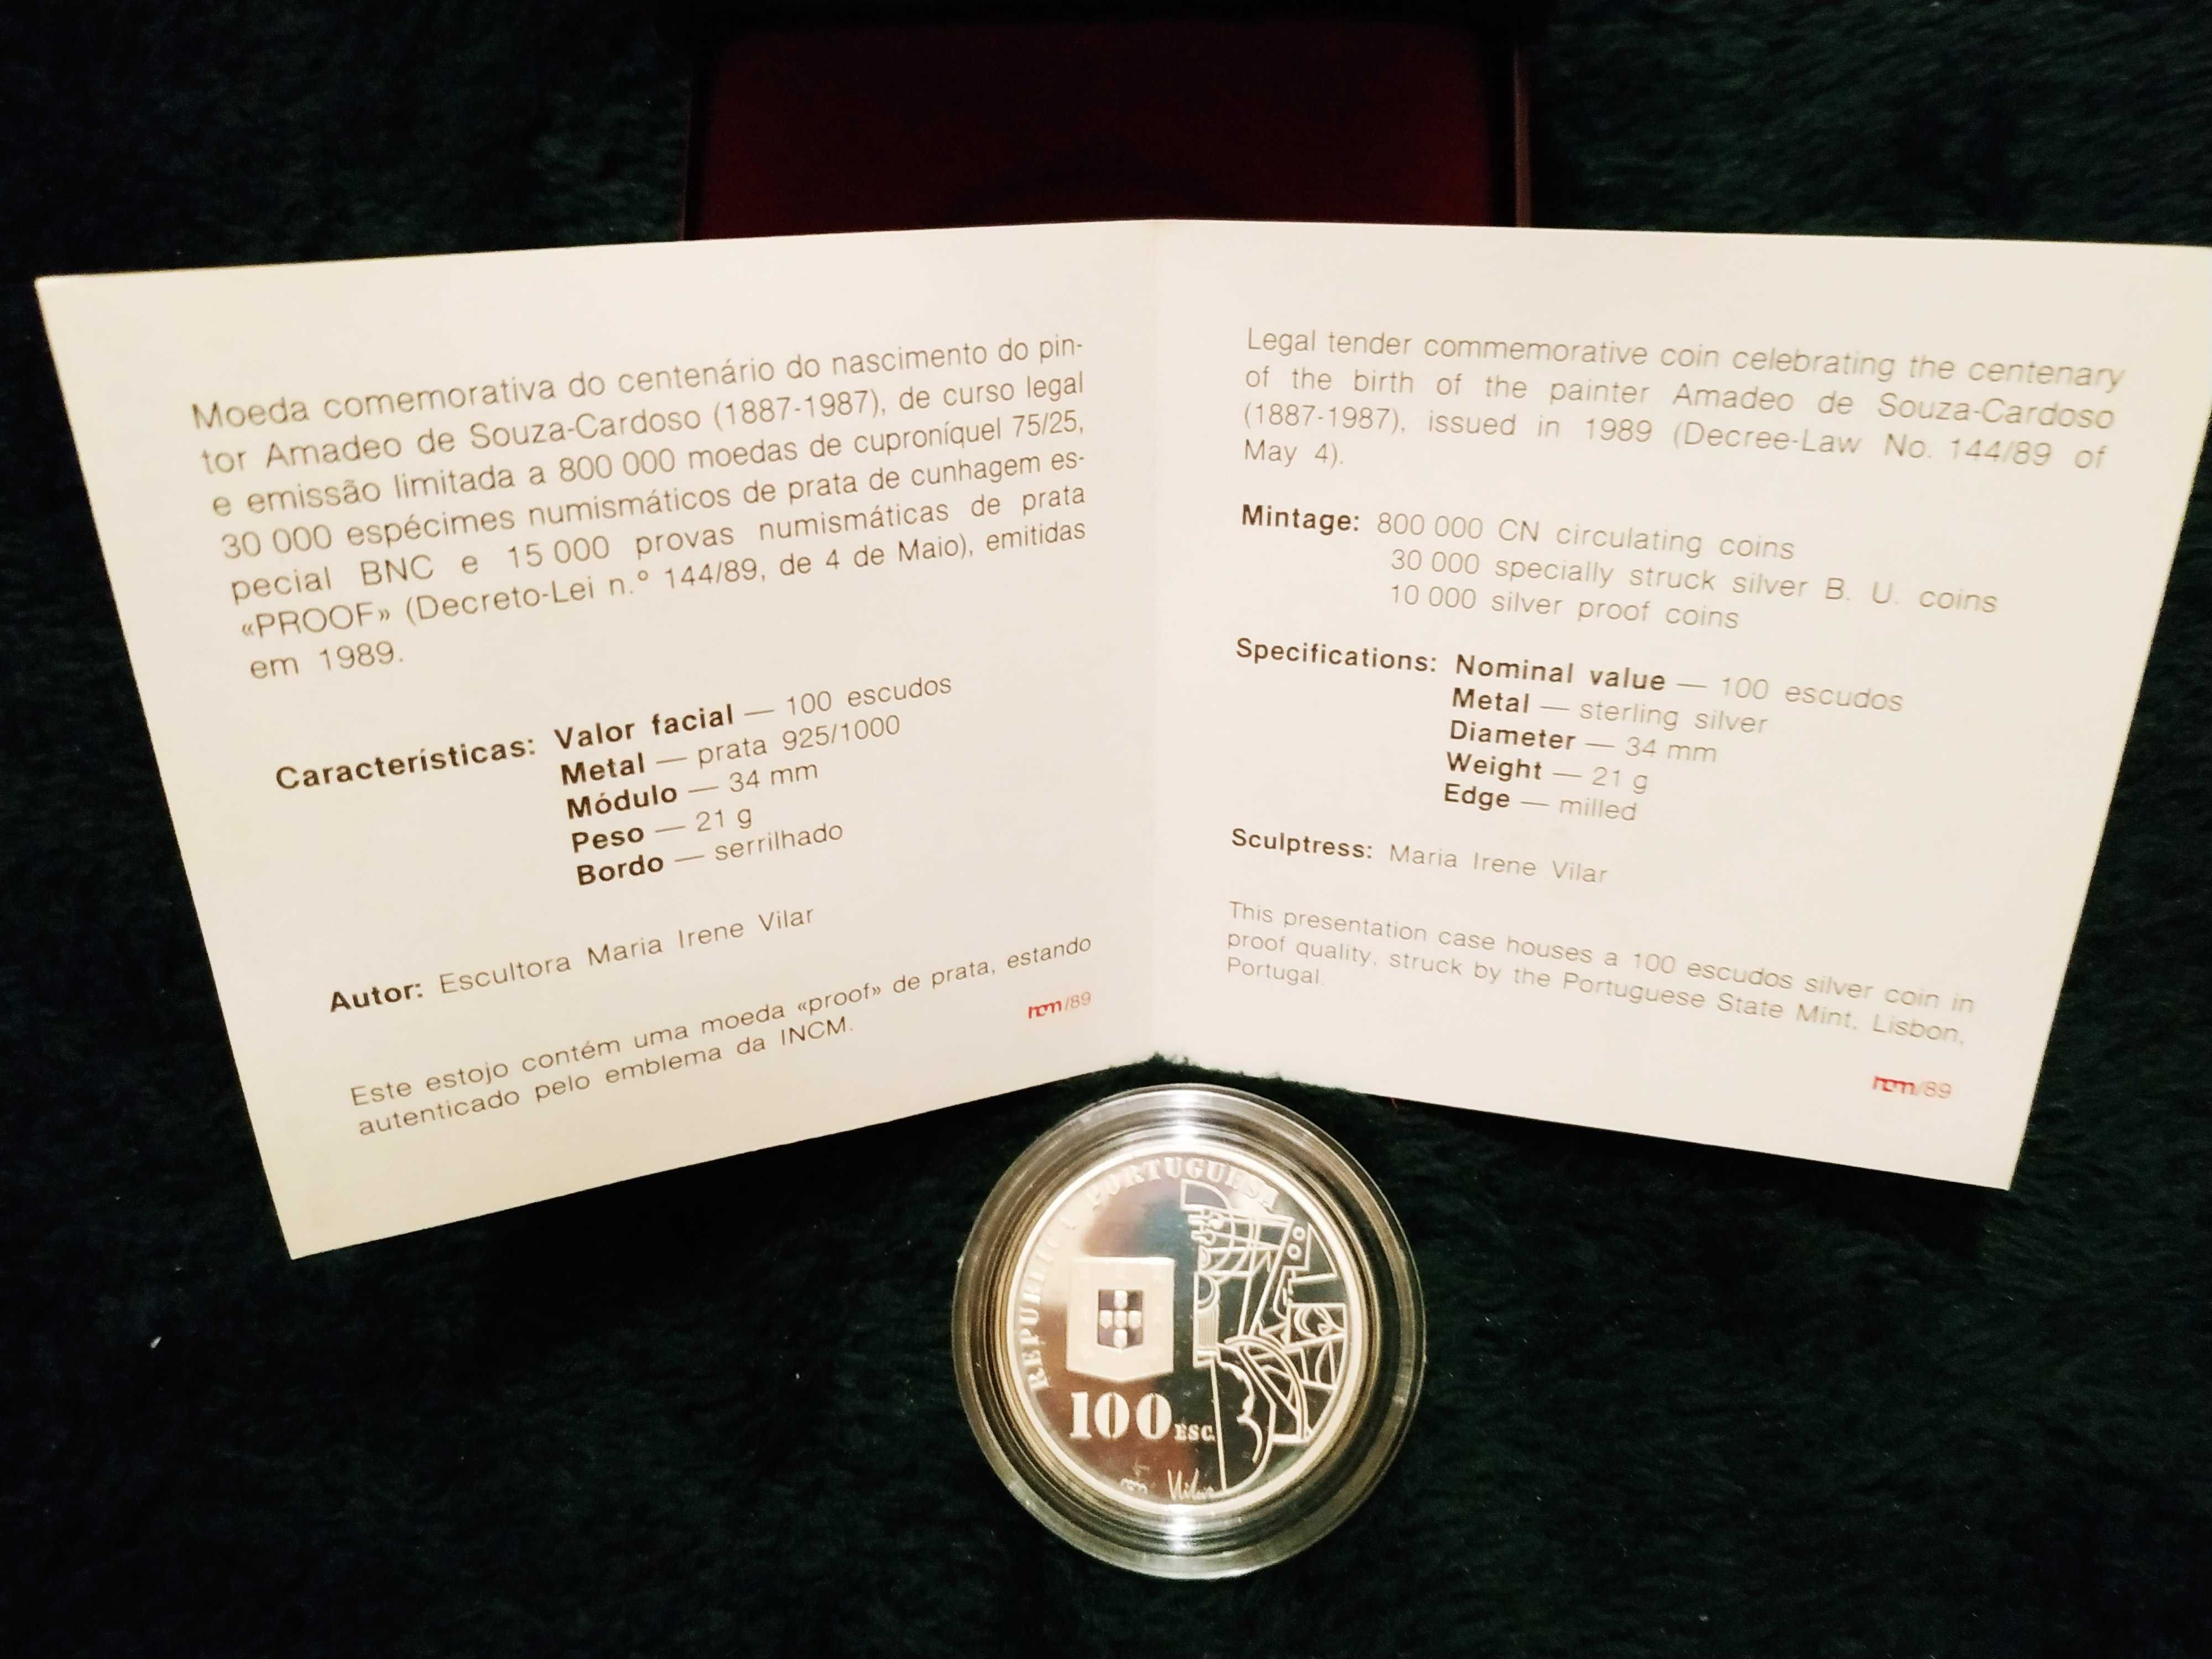 Moeda comemorativa do centenário do nascimento do pin-
tor Amadeo de Souza-Cardoso (1887-1987), de curso legal
e emissão limitada a 800 000 moedas de cuproníquel 75/25,
30 000 espécimes numismáticos de prata de cunhagem es-
pecial BNC e 15 000 provas numismáticas de prata
«PROOF» (Decreto-Lei n.º 144/89, de 4 de Maio), emitidas
em 1989.
Características: Valor facial — 100 escudos
Metal — prata 925/1000
Módulo — 34 mm
Peso — 21 g
Bordo — serrilhado
Autor: Escultora Maria Irene Vilar
Este estojo contém uma moeda «proof» de prata, estando
autenticado pelo emblema da INCM.
incm/89
Legal tender commemorative coin celebrating the centenary
of the birth of the painter Amadeo de Souza-Cardoso
(1887-1987), issued in 1989 (Decree-Law No. 144/89 of
May 4).
Mintage: 800 000 CN circulating coins
30 000 specially struck silver B. U. coins
10 000 silver proof coins
Specifications: Nominal value — 100 escudos
Metal — sterling silver
Diameter — 34 mm
Weight — 21 g
Edge — milled
Sculptress: Maria Irene Vilar
This presentation case houses a 100 escudos silver coin in
proof quality, struck by the Portuguese State Mint, Lisbon,
Portugal.
incm/89
REPUBLICA PORTUGUESA
100 ESC.
incm Vilar